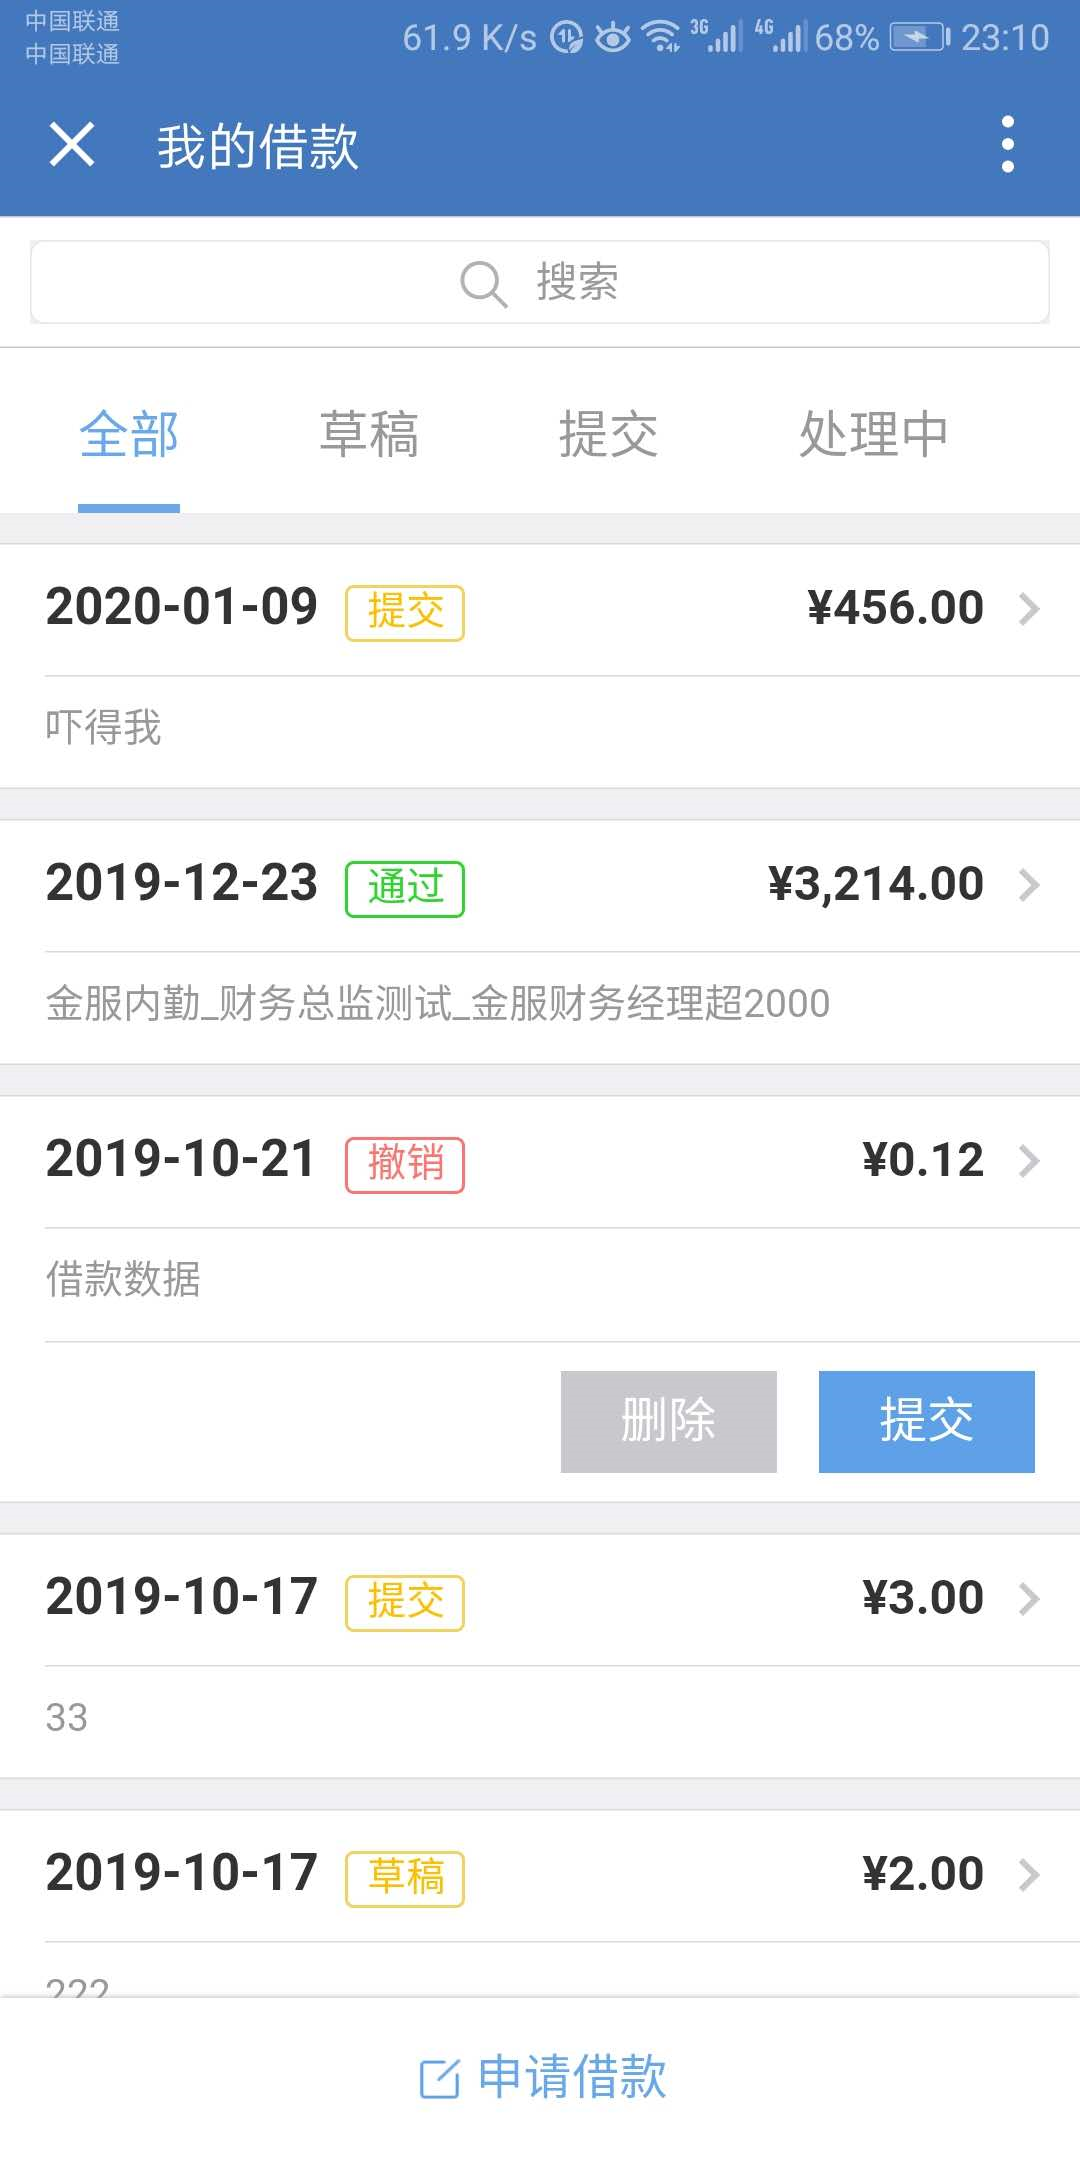 中国联通
中国联通
61.9 K/s 3G 4G 68% 23:10
我的借款
搜索
全部 草稿 提交 处理中
2020-01-09 提交 ¥456.00
吓得我
2019-12-23 通过 ¥3,214.00
金服内勤_财务总监测试_金服财务经理超2000
2019-10-21 撤销 ¥0.12
借款数据
删除 提交
2019-10-17 提交 ¥3.00
33
2019-10-17 草稿 ¥2.00
222
申请借款